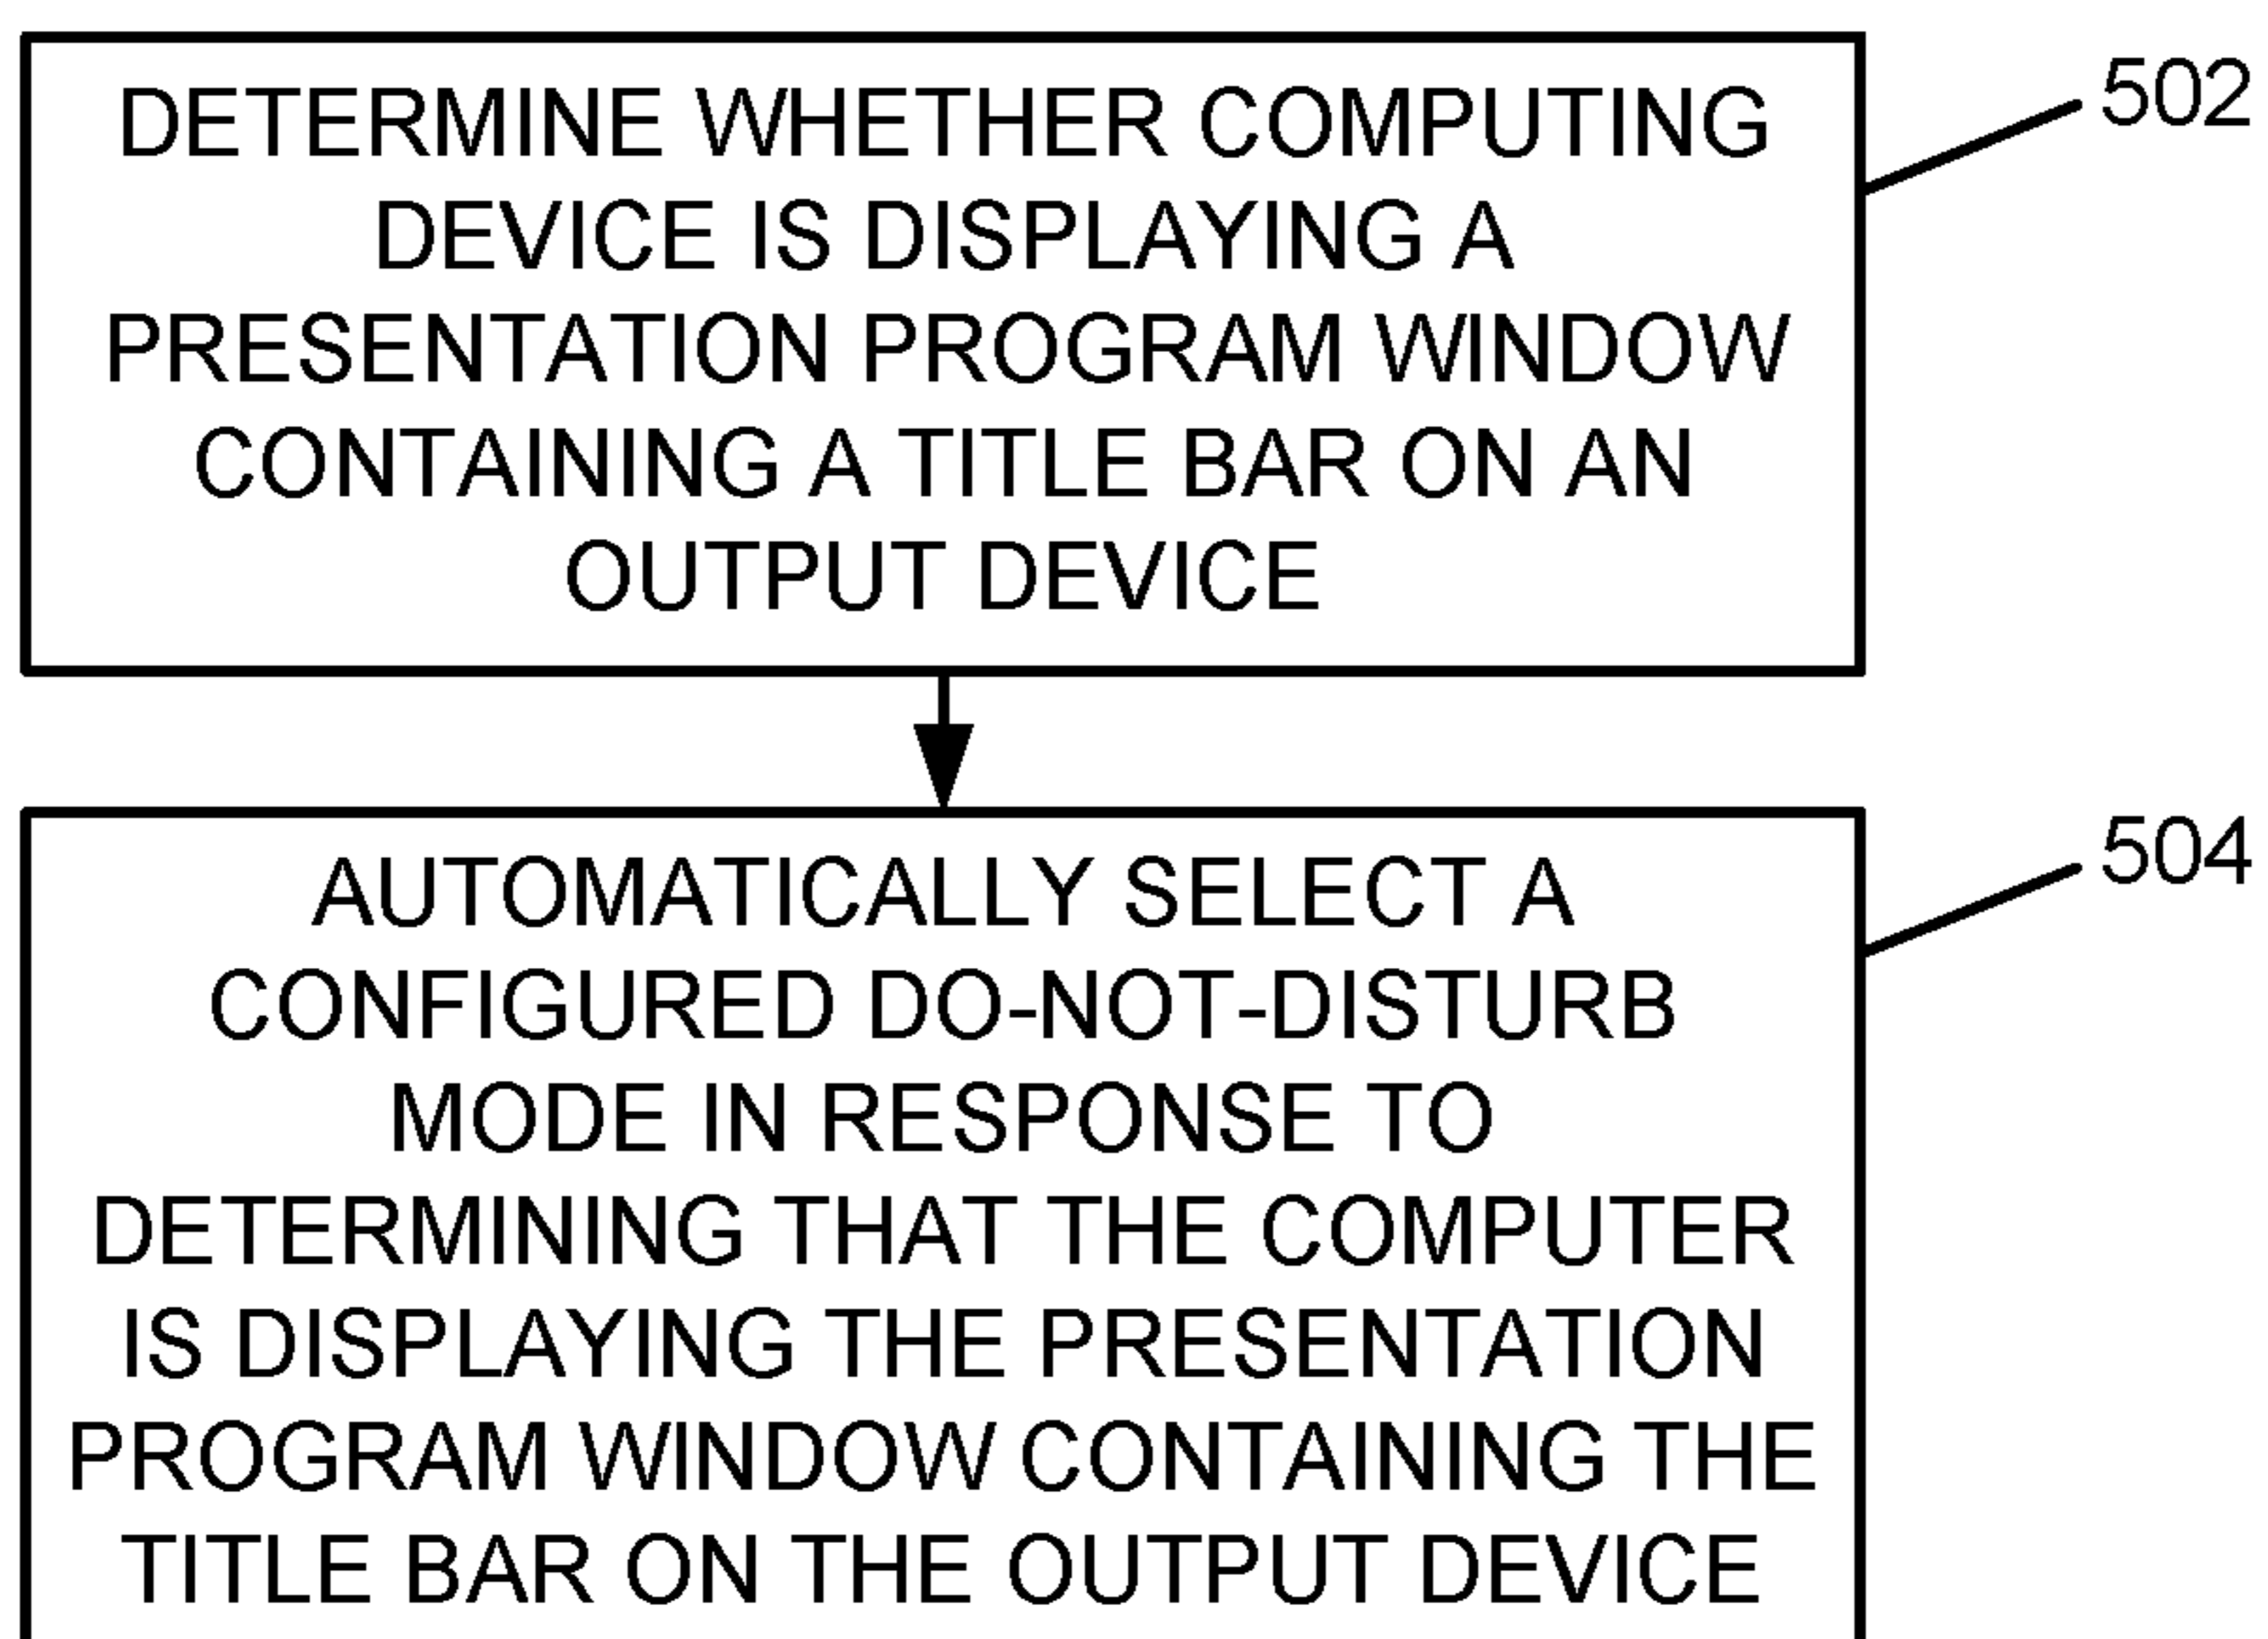 DETERMINE WHETHER COMPUTING
DEVICE IS DISPLAYING A
PRESENTATION PROGRAM WINDOW
CONTAINING A TITLE BAR ON AN
OUTPUT DEVICE
502
AUTOMATICALLY SELECT A
CONFIGURED DO-NOT-DISTURB
MODE IN RESPONSE TO
DETERMINING THAT THE COMPUTER
IS DISPLAYING THE PRESENTATION
PROGRAM WINDOW CONTAINING THE
TITLE BAR ON THE OUTPUT DEVICE
504